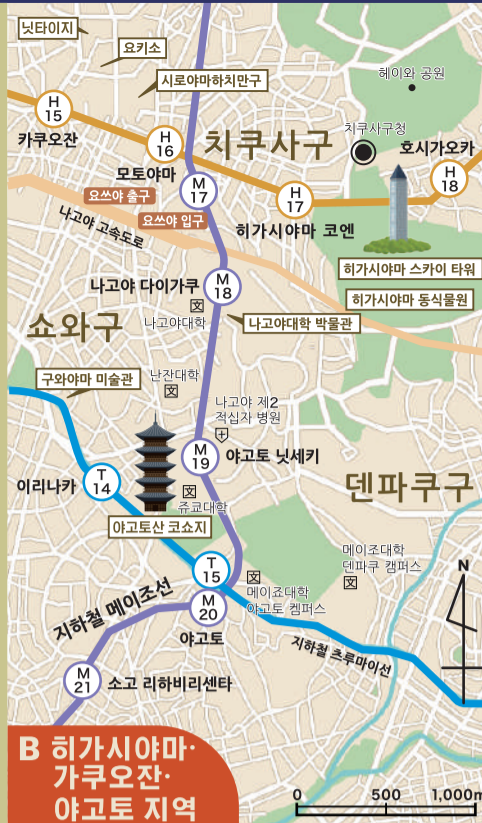 닛타이지
요키소
시로야마하치만구
헤이와 공원
H
15
카쿠오잔
H
16
모토야마
치쿠사구
치쿠사구청
호시가오카
H
18
M
17
요쓰야 출구
요쓰야 입구
H
17
히가시야마 코엔
나고야 고속도로
히가시야마 스카이 타워
히가시야마 동식물원
나고야 다이가쿠
M
18
나고야대학
나고야대학 박물관
쇼와구
구와야마 미술관
난잔대학
나고야 제2
적십자 병원
M
19
야고토 닛세키
이리나카
T
14
쥬쿄대학
야고토산 코쇼지
덴파쿠구
메이조대학
덴파쿠 캠퍼스
T
15
메이죠대학
야고토 켐퍼스
N
지하철 메이조선
M
20
야고토
지하철 츠루마이선
M
21
소고 리하비리센타
B 히가시야마·
가쿠오잔·
야고토 지역
0 500 1,000m